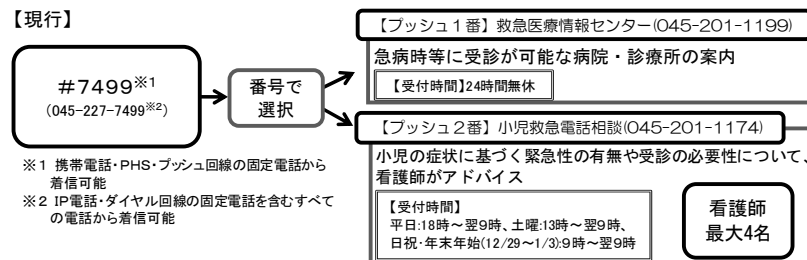 【現行】
#7499※1
(045-227-7499※2)
番号で
選択
【プッシュ1番】救急医療情報センター(045-201-1199)
急病時等に受診が可能な病院・診療所の案内
【受付時間】24時間無休
【プッシュ2番】小児救急電話相談(045-201-1174)
小児の症状に基づく緊急性の有無や受診の必要性について、
看護師がアドバイス
【受付時間】
平日:18時~翌9時、土曜:13時~翌9時、
日祝・年末年始(12/29~1/3):9時~翌9時
看護師
最大4名
※1 携帯電話・PHS・プッシュ回線の固定電話から
着信可能
※2 IP電話・ダイヤル回線の固定電話を含むすべて
の電話から着信可能